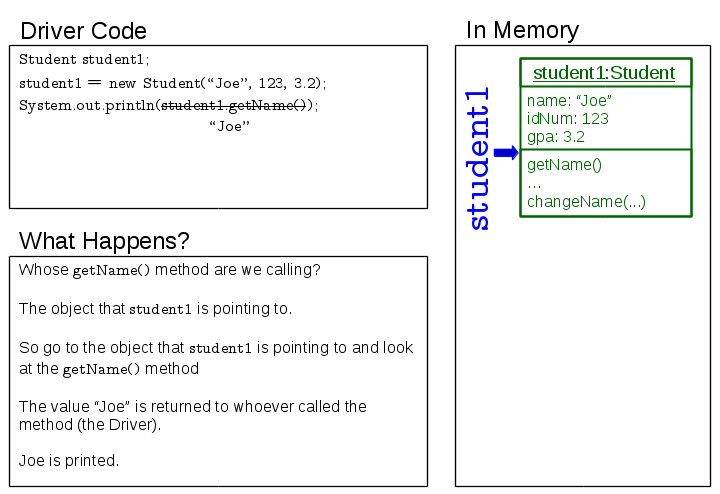 Driver Code
Student student1;
student1 = new Student(“Joe”, 123, 3.2);
System.out.println(student1.getName());
“Joe”
What Happens?
Whose getName() method are we calling?
The object that student1 is pointing to.
So go to the object that student1 is pointing to and look
at the getName() method
The value “Joe” is returned to whoever called the
method (the Driver).
Joe is printed.
In Memory
student1
student1:Student
name: “Joe”
idNum: 123
gpa: 3.2
getName()
...
changeName(...)